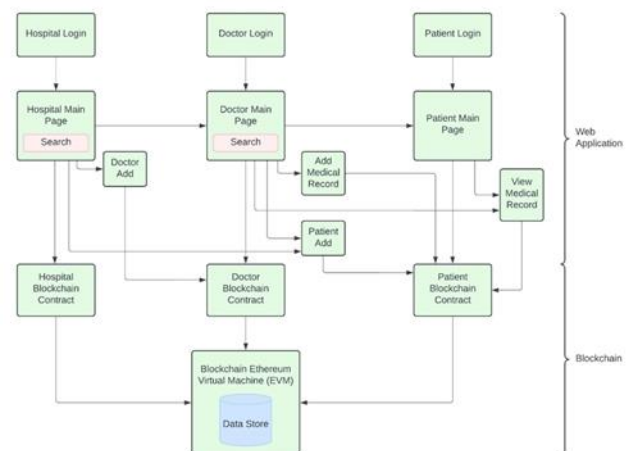 Hospital Login
Doctor Login
Patient Login
Hospital Main
Page
Search
Doctor Main
Page
Search
Patient Main
Page
Web
Application
Doctor
Add
Add
Medical
Record
View
Medical
Record
Patient
Add
Hospital
Blockchain
Contract
Doctor
Blockchain
Contract
Patient
Blockchain
Contract
Blockchain
Blockchain Ethereum
Virtual Machine (EVM)
Data Store